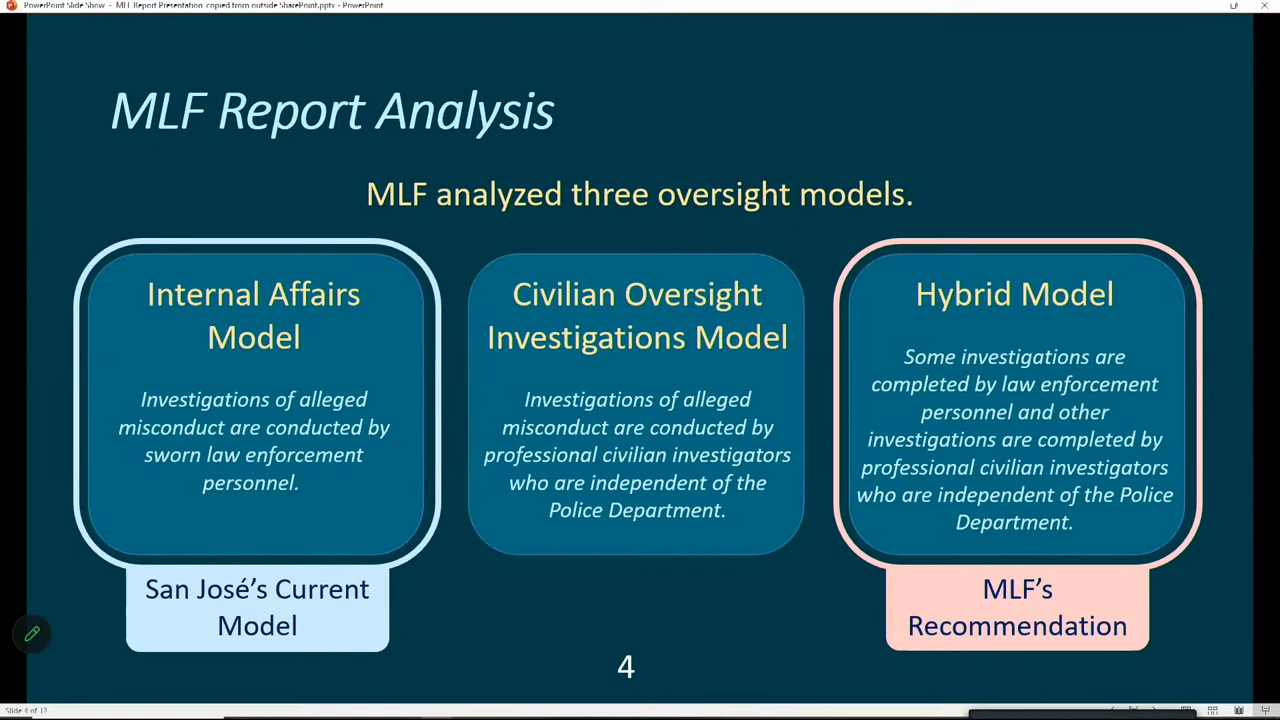 PowerPoint Slide Show - MLF Report Presentation copied from outside SharePoint.pptx - PowerPoint
MLF Report Analysis
MLF analyzed three oversight models.
Internal Affairs
Model
Investigations of alleged
misconduct are conducted by
sworn law enforcement
personnel.
San José's Current
Model
Civilian Oversight
Investigations Model
Investigations of alleged
misconduct are conducted by
professional civilian investigators
who are independent of the
Police Department.
Hybrid Model
Some investigations are
completed by law enforcement
personnel and other
investigations are completed by
professional civilian investigators
who are independent of the Police
Department.
MLF's
Recommendation
4
Slide 4 of 12